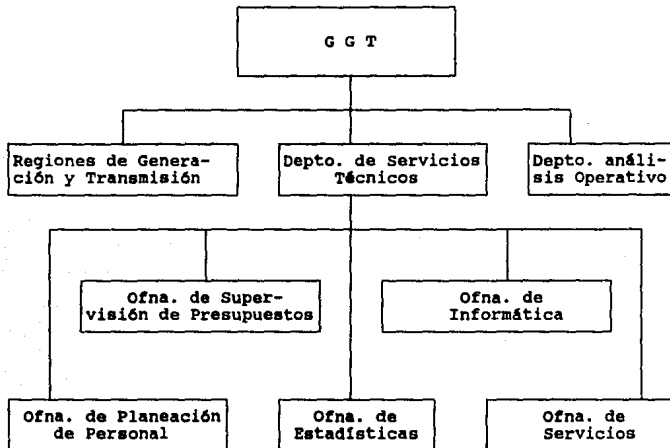 G G T
Regiones de Genera-
ción y Transmisión
Depto. de Servicios
Técnicos
Depto. análi-
sis Operativo
Ofna. de Super-
visión de Presupuestos
Ofna. de
Informática
Ofna. de Planeación
de Personal
Ofna. de
Estadísticas
Ofna. de
Servicios